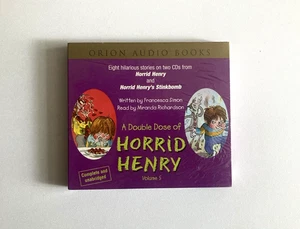 ORION AUDIO BOOKS
Eight hilarious stories on two CDs from
Horrid Henry
and
Horrid Henry's Stinkbomb
Written by Francesca Simon
Read by Miranda Richardson
A Double Dose of
HORRID
HENRY
Volume 5
Complete and
unabridged